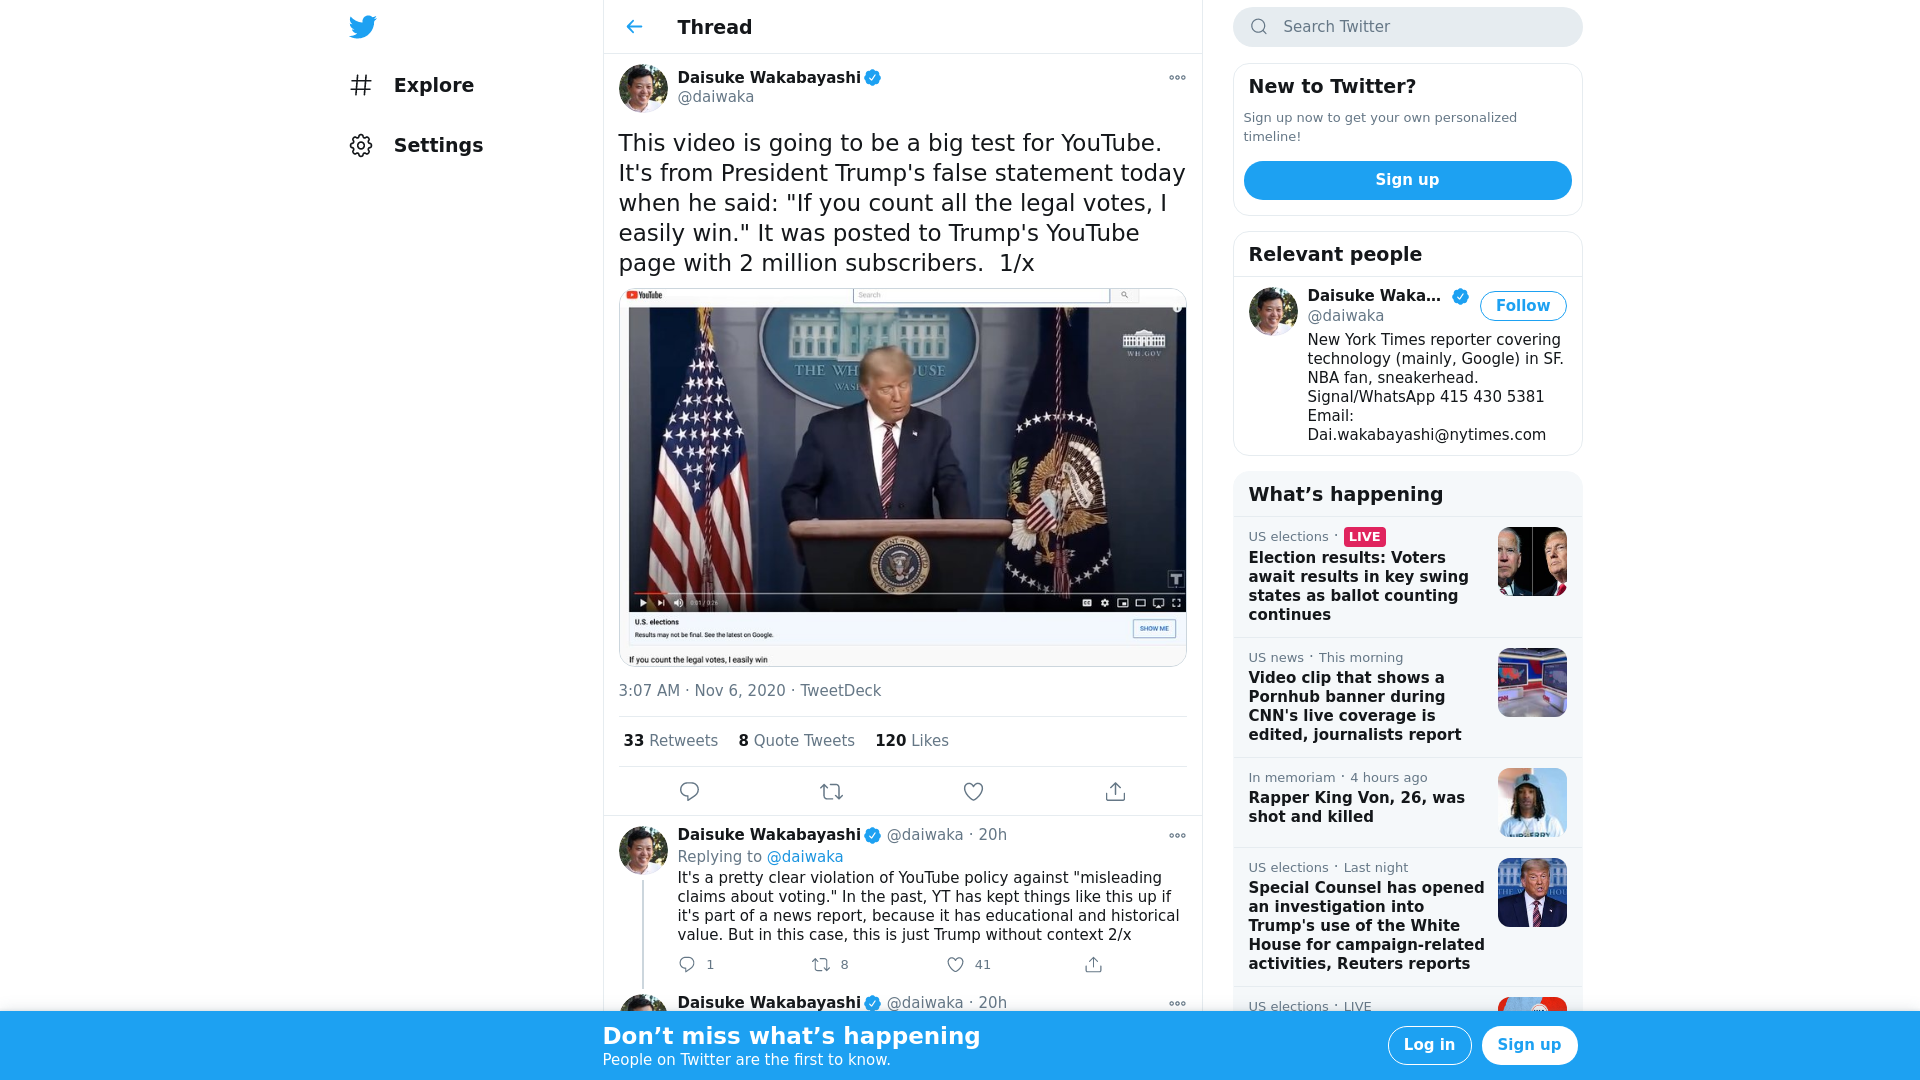 Explore
Settings
Thread
Daisuke Wakabayashi
@daiwaka
This video is going to be a big test for YouTube.
It's from President Trump's false statement today
when he said: "If you count all the legal votes, I
easily win." It was posted to Trump's YouTube
page with 2 million subscribers.  1/x
YouTube
Search
THE WH
OUSE
WAS
WH.GOV
T
0:01 / 0:26
U.S. elections
Results may not be final. See the latest on Google.
SHOW ME
If you count the legal votes, I easily win
3:07 AM · Nov 6, 2020 · TweetDeck
33 Retweets 8 Quote Tweets 120 Likes
Daisuke Wakabayashi @daiwaka · 20h
Replying to @daiwaka
It's a pretty clear violation of YouTube policy against "misleading
claims about voting." In the past, YT has kept things like this up if
it's part of a news report, because it has educational and historical
value. But in this case, this is just Trump without context 2/x
1 8 41
Daisuke Wakabayashi @daiwaka · 20h
Search Twitter
New to Twitter?
Sign up now to get your own personalized
timeline!
Sign up
Relevant people
Daisuke Waka...
@daiwaka
Follow
New York Times reporter covering
technology (mainly, Google) in SF.
NBA fan, sneakerhead.
Signal/WhatsApp 415 430 5381
Email:
Dai.wakabayashi@nytimes.com
What’s happening
US elections · LIVE
Election results: Voters
await results in key swing
states as ballot counting
continues
US news · This morning
Video clip that shows a
Pornhub banner during
CNN's live coverage is
edited, journalists report
In memoriam · 4 hours ago
Rapper King Von, 26, was
shot and killed
US elections · Last night
Special Counsel has opened
an investigation into
Trump's use of the White
House for campaign-related
activities, Reuters reports
US elections · LIVE
Don’t miss what’s happening
People on Twitter are the first to know.
Log in
Sign up